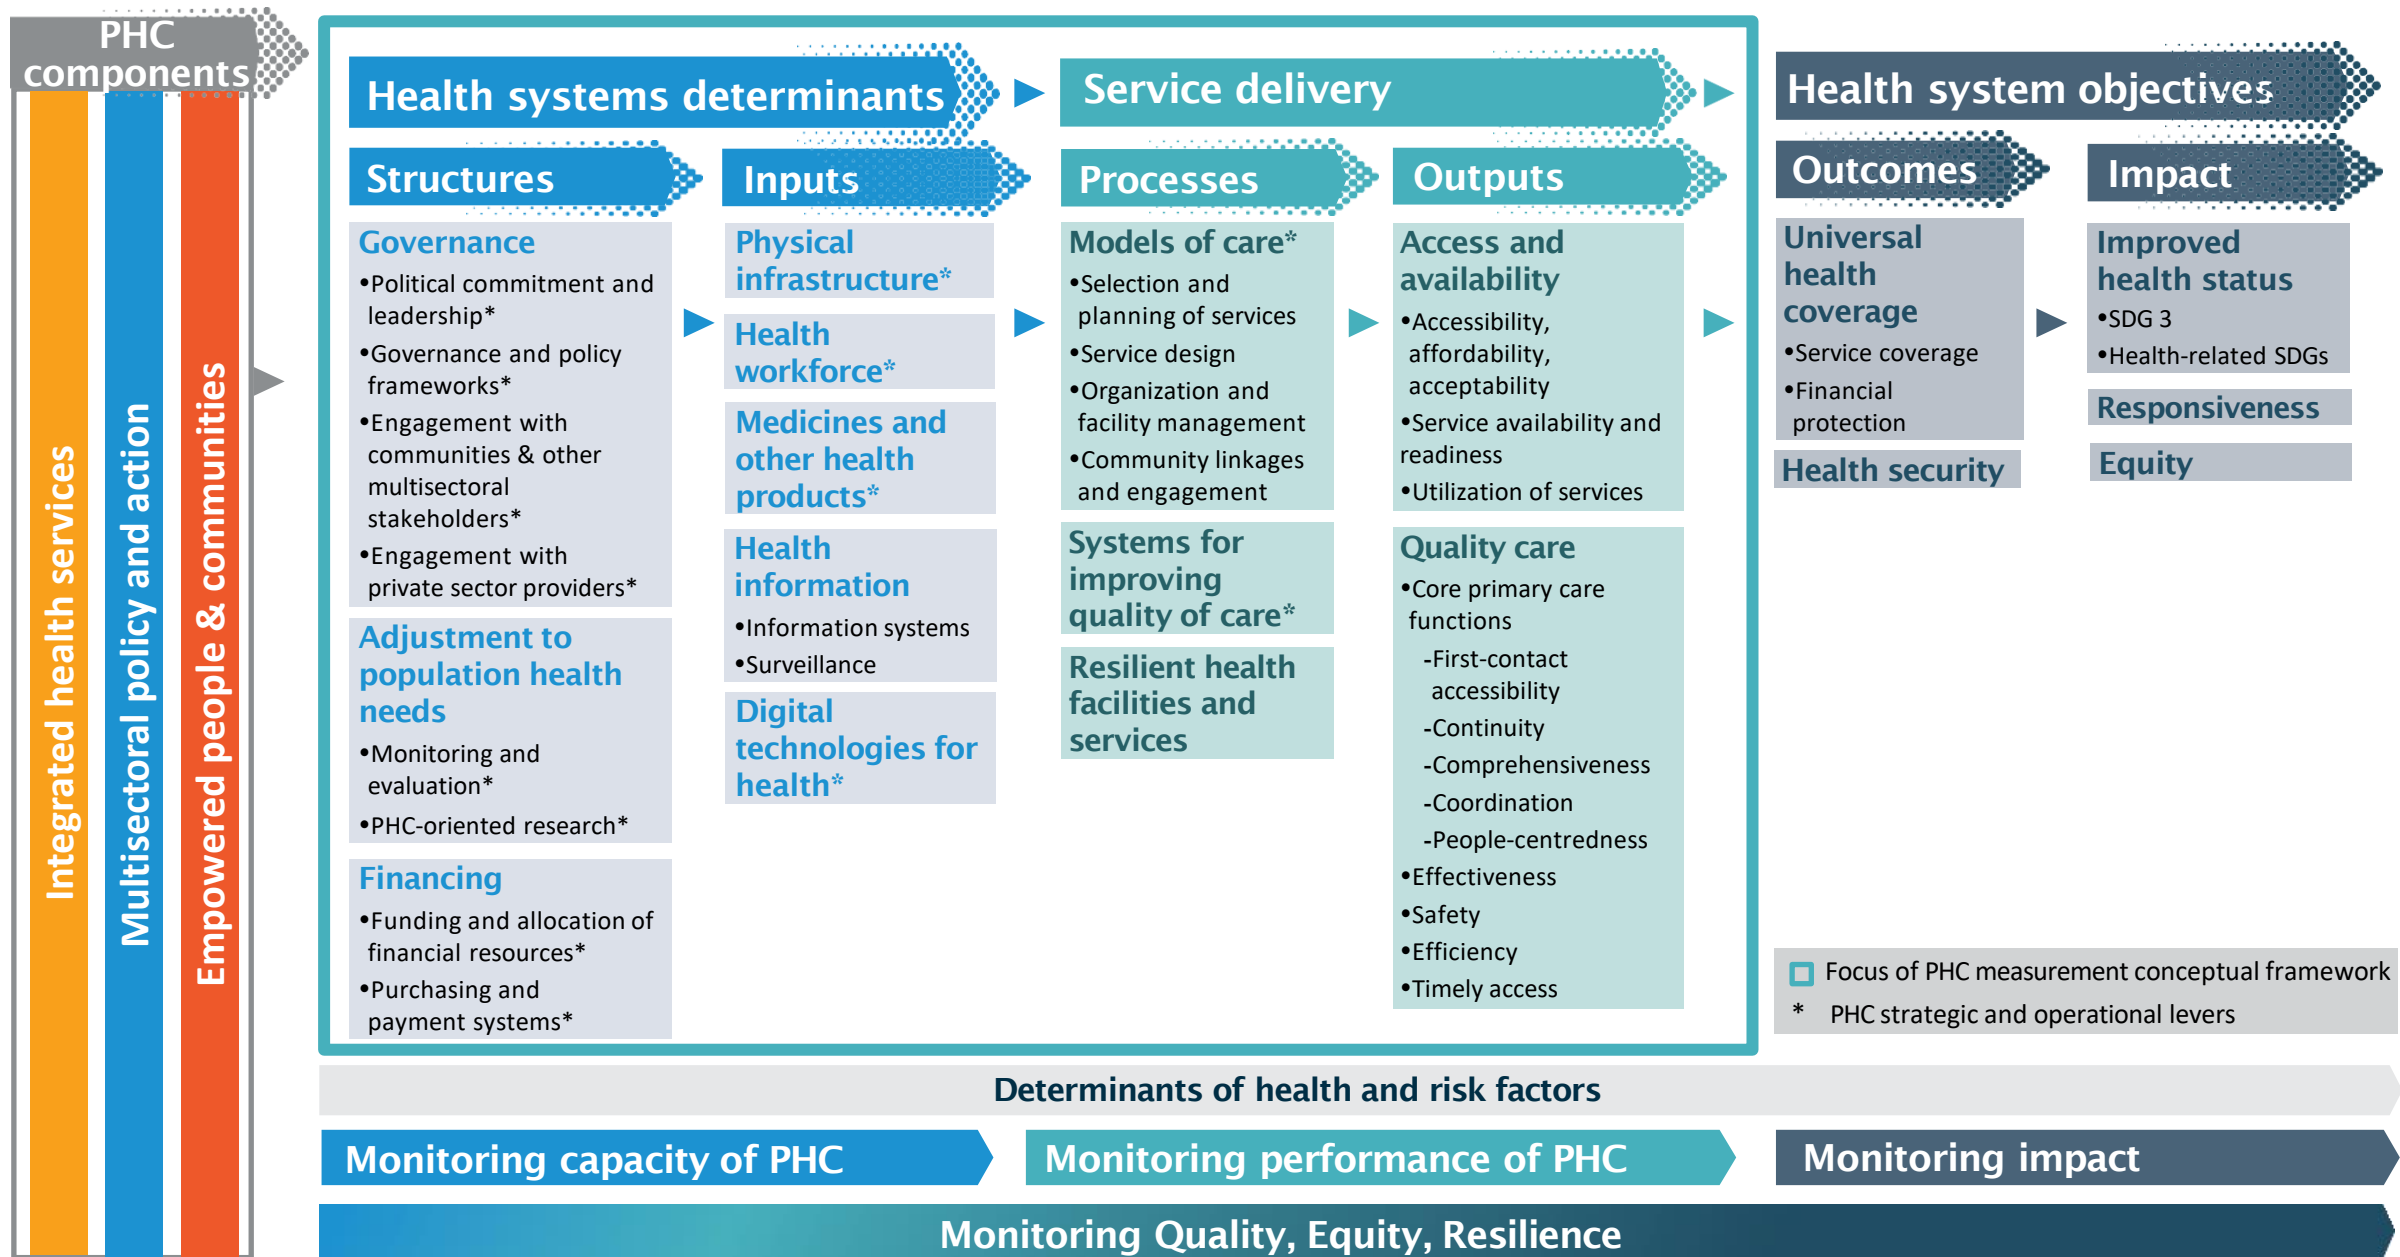 PHC
components
Integrated health services
Multisectoral policy and action
Empowered people & communities
Health systems determinants
Structures
Governance
•Political commitment and
leadership*
•Governance and policy
frameworks*
•Engagement with
communities & other
multisectoral
stakeholders*
•Engagement with
private sector providers*
Adjustment to
population health
needs
•Monitoring and
evaluation*
•PHC-oriented research*
Financing
•Funding and allocation of
financial resources*
•Purchasing and
payment systems*
Inputs
Physical
infrastructure*
Health
workforce*
Medicines and
other health
products*
Health
information
•Information systems
•Surveillance
Digital
technologies for
health*
Service delivery
Processes
Models of care*
•Selection and
planning of services
•Service design
•Organization and
facility management
•Community linkages
and engagement
Systems for
improving
quality of care*
Resilient health
facilities and
services
Outputs
Access and
availability
•Accessibility,
affordability,
acceptability
•Service availability and
readiness
•Utilization of services
Quality care
•Core primary care
functions
-First-contact
accessibility
-Continuity
-Comprehensiveness
-Coordination
-People-centredness
•Effectiveness
•Safety
•Efficiency
•Timely access
Health system objectives
Outcomes
Universal
health
coverage
•Service coverage
•Financial
protection
Health security
Impact
Improved
health status
•SDG 3
•Health-related SDGs
Responsiveness
Equity
Focus of PHC measurement conceptual framework
* PHC strategic and operational levers
Determinants of health and risk factors
Monitoring capacity of PHC
Monitoring performance of PHC
Monitoring impact
Monitoring Quality, Equity, Resilience